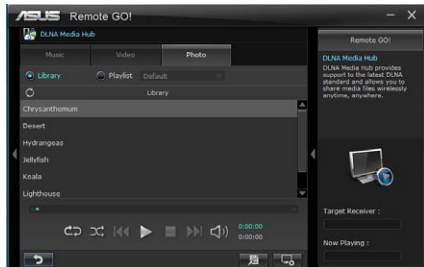 ASUS Remote GO!
DLNA Media Hub
Music Video Photo
Library Playlist Default
Library
Chrysanthemum
Desert
Hydrangeas
Jellyfish
Koala
Lighthouse
0:00:00
0:00:00
Remote GO!
DLNA Media Hub
DLNA Media Hub provides
support to the latest DLNA
standard and allows you to
share media files wirelessly
anytime, anywhere.
Target Receiver :
Now Playing :